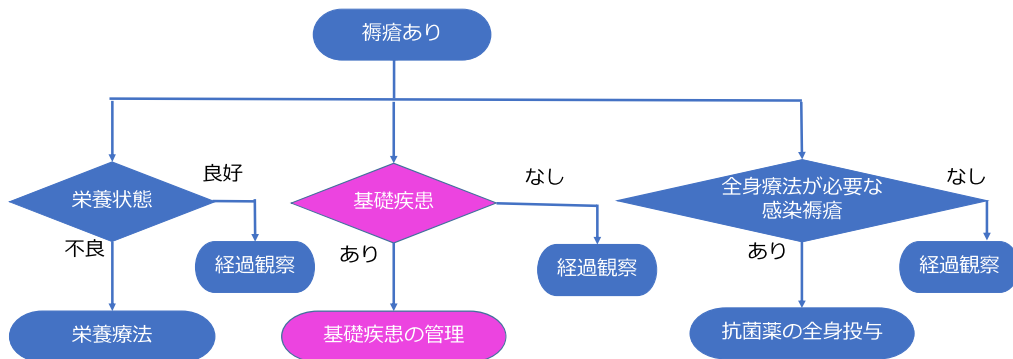 褥瘡あり
栄養状態
良好
不良
経過観察
栄養療法
基礎疾患
なし
あり
経過観察
基礎疾患の管理
全身療法が必要な
感染褥瘡
なし
あり
経過観察
抗菌薬の全身投与